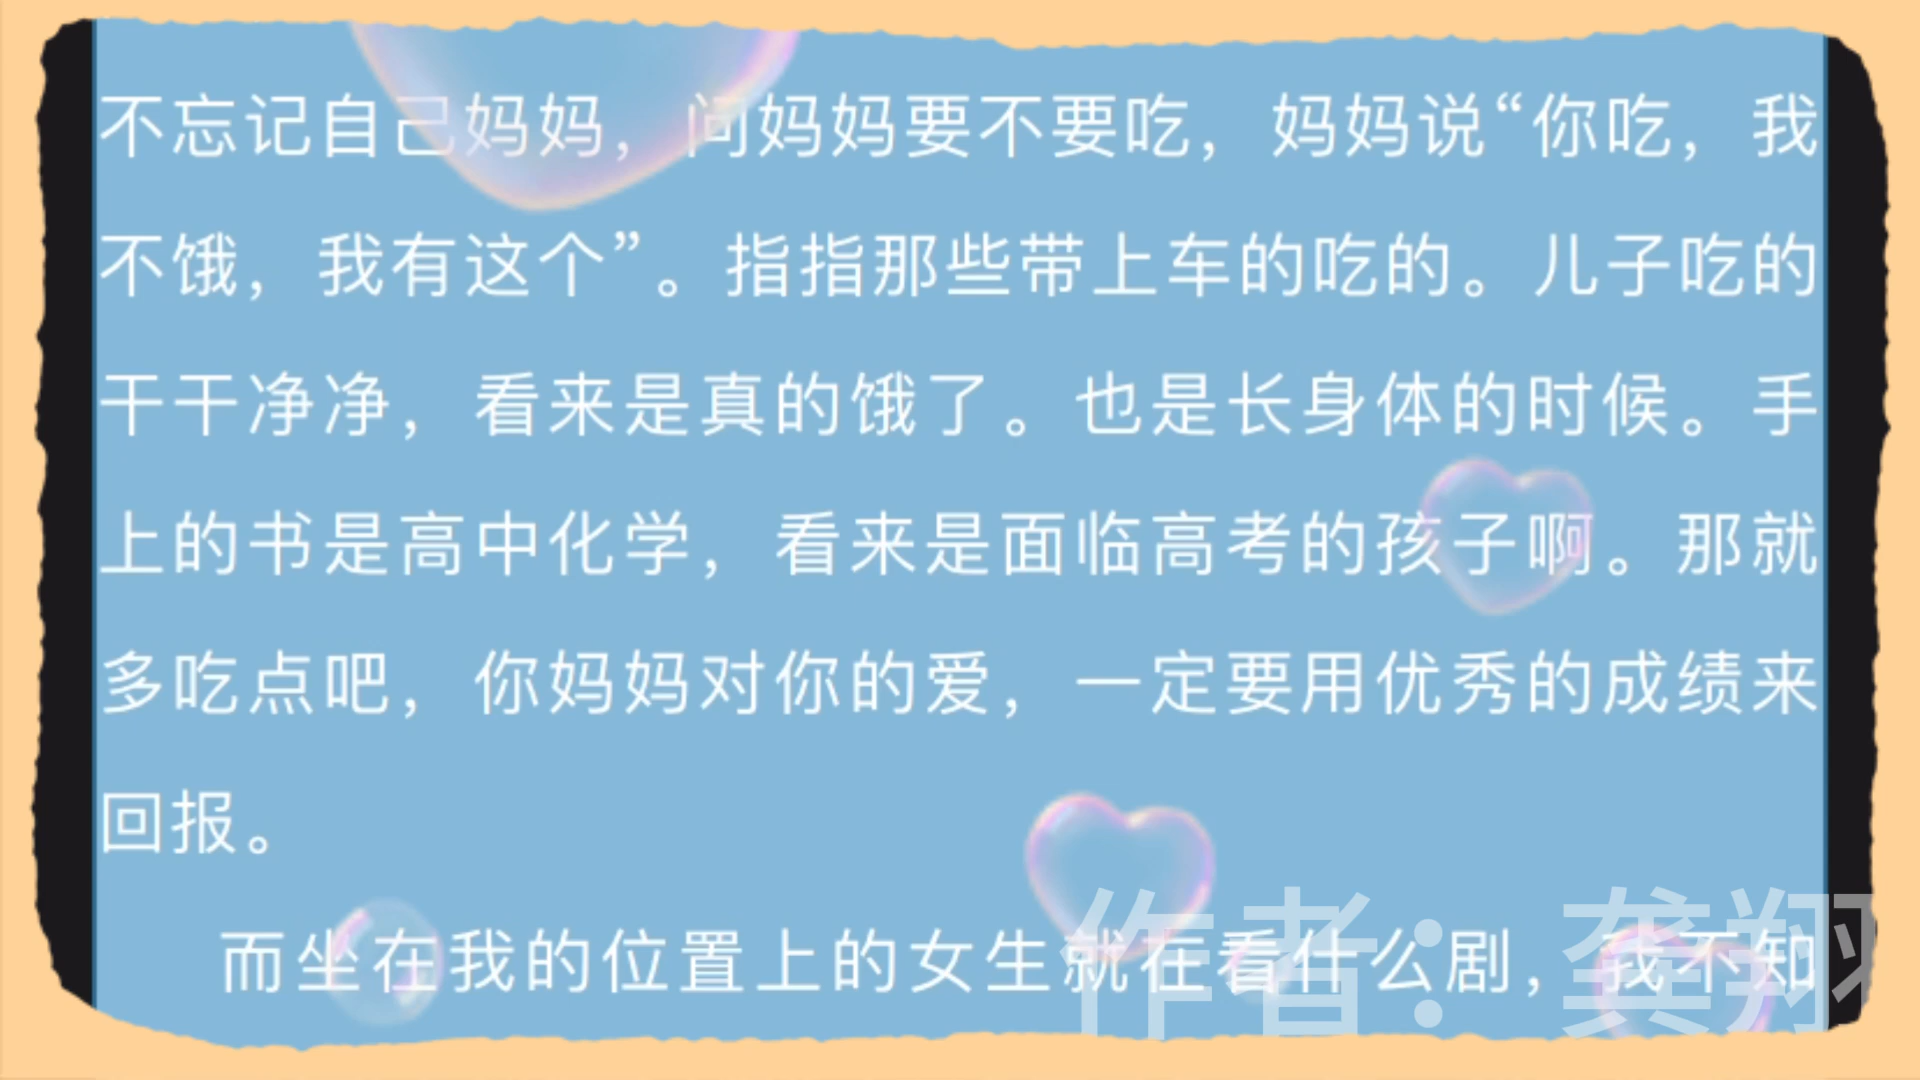 不忘记自己妈妈，问妈妈要不要吃，妈妈说“你吃，我
不饿，我有这个”。指指那些带上车的吃的。儿子吃的
干干净净，看来是真的饿了。也是长身体的时候。手
上的书是高中化学，看来是面临高考的孩子啊。那就
多吃点吧，你妈妈对你的爱，一定要用优秀的成绩来
回报。
而坐在我的位置上的女生就在看什么剧，我不知
作者：龚翔